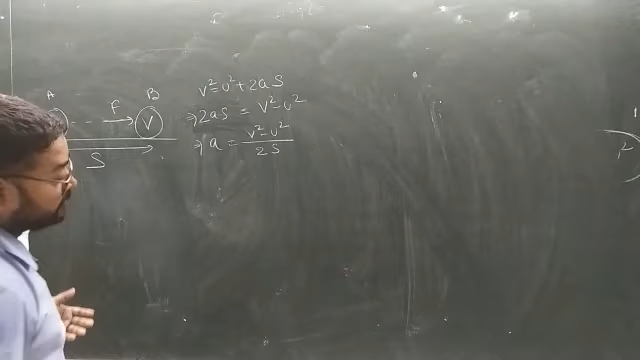 A B
F
V
S
v² = u² + 2as
⇒ 2as = v² - u²
⇒ a = v² - u² / 2s